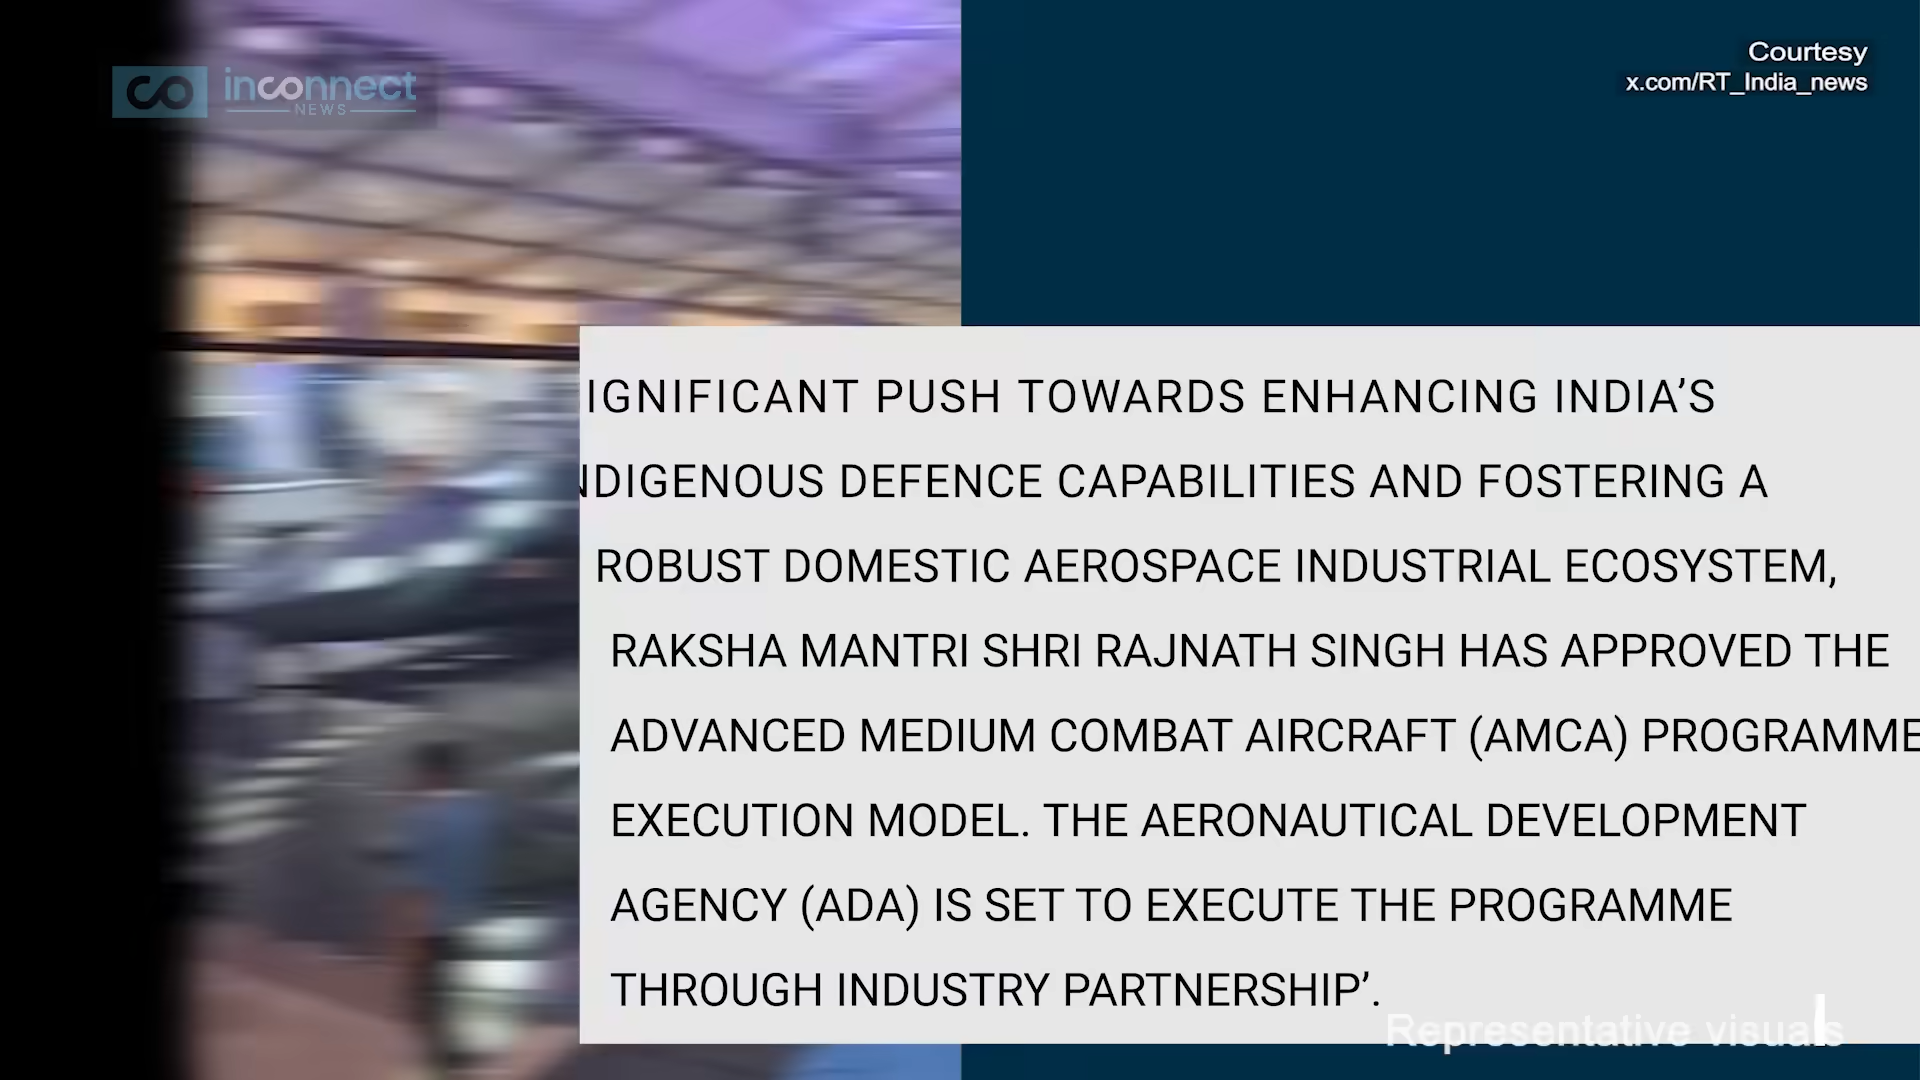 co inconnect
NEWS
Courtesy
x.com/RT_India_news
IGNIFICANT PUSH TOWARDS ENHANCING INDIA’S
NDIGENOUS DEFENCE CAPABILITIES AND FOSTERING A
ROBUST DOMESTIC AEROSPACE INDUSTRIAL ECOSYSTEM,
RAKSHA MANTRI SHRI RAJNATH SINGH HAS APPROVED THE
ADVANCED MEDIUM COMBAT AIRCRAFT (AMCA) PROGRAMME
EXECUTION MODEL. THE AERONAUTICAL DEVELOPMENT
AGENCY (ADA) IS SET TO EXECUTE THE PROGRAMME
THROUGH INDUSTRY PARTNERSHIP’.
Representative visuals